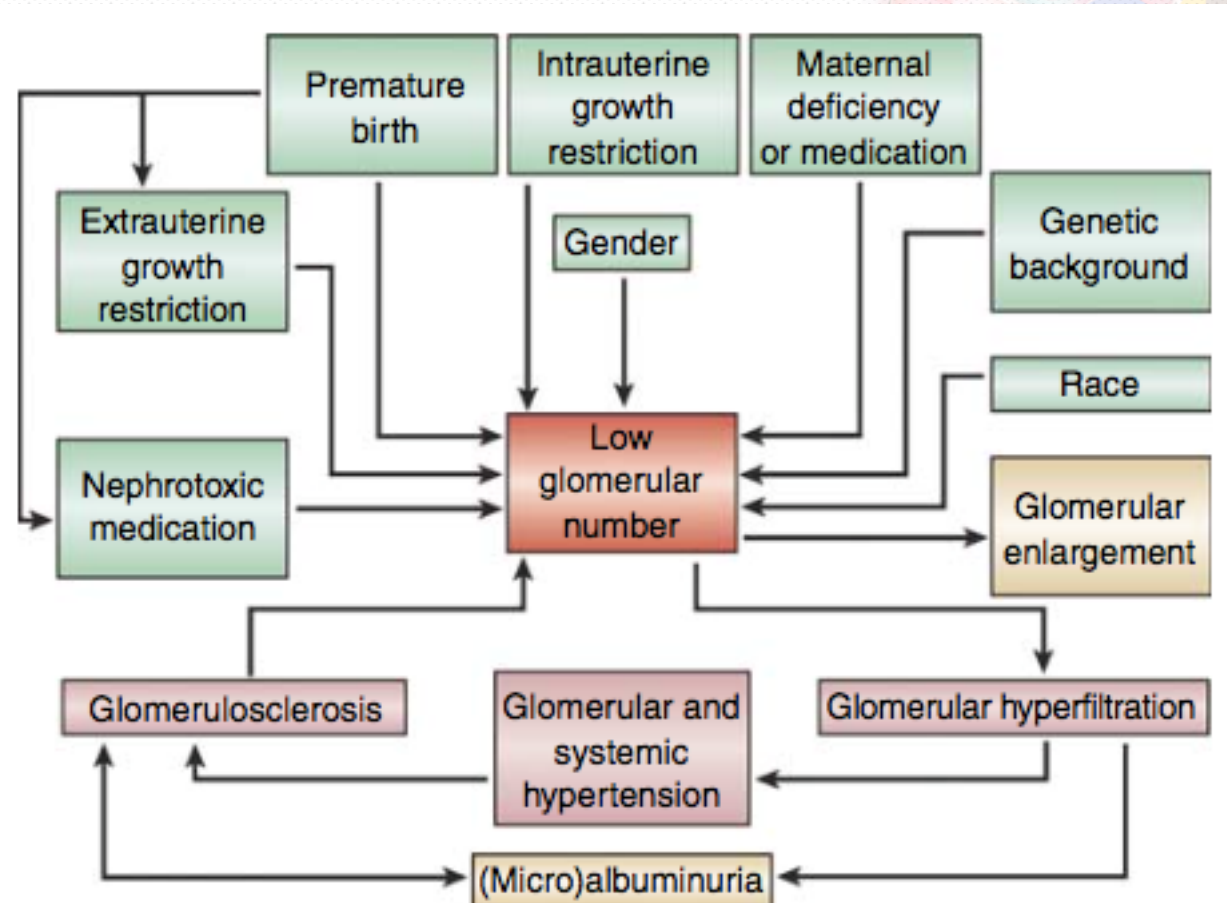 Premature
birth
Intrauterine
growth
restriction
Maternal
deficiency
or medication
Extrauterine
growth
restriction
Gender
Genetic
background
Race
Nephrotoxic
medication
Low
glomerular
number
Glomerular
enlargement
Glomerulosclerosis
Glomerular and
systemic
hypertension
Glomerular hyperfiltration
(Micro)albuminuria